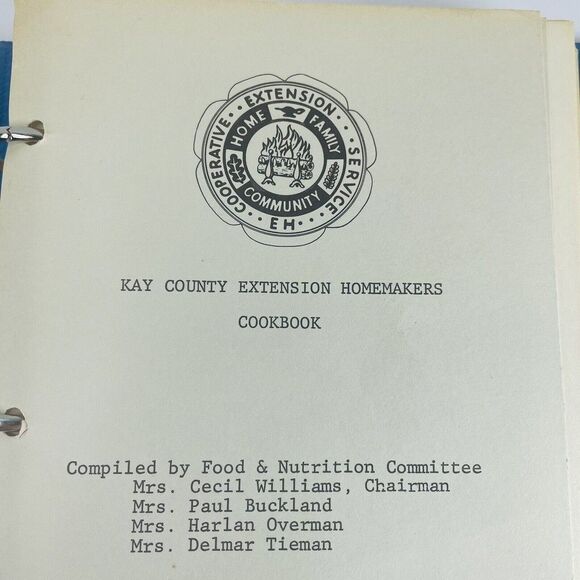 COOPERATIVE · EXTENSION · · · SERVICE · · EH · · ·
HOME FAMILY
COMMUNITY
KAY COUNTY EXTENSION HOMEMAKERS
COOKBOOK
Compiled by Food & Nutrition Committee
Mrs. Cecil Williams, Chairman
Mrs. Paul Buckland
Mrs. Harlan Overman
Mrs. Delmar Tieman